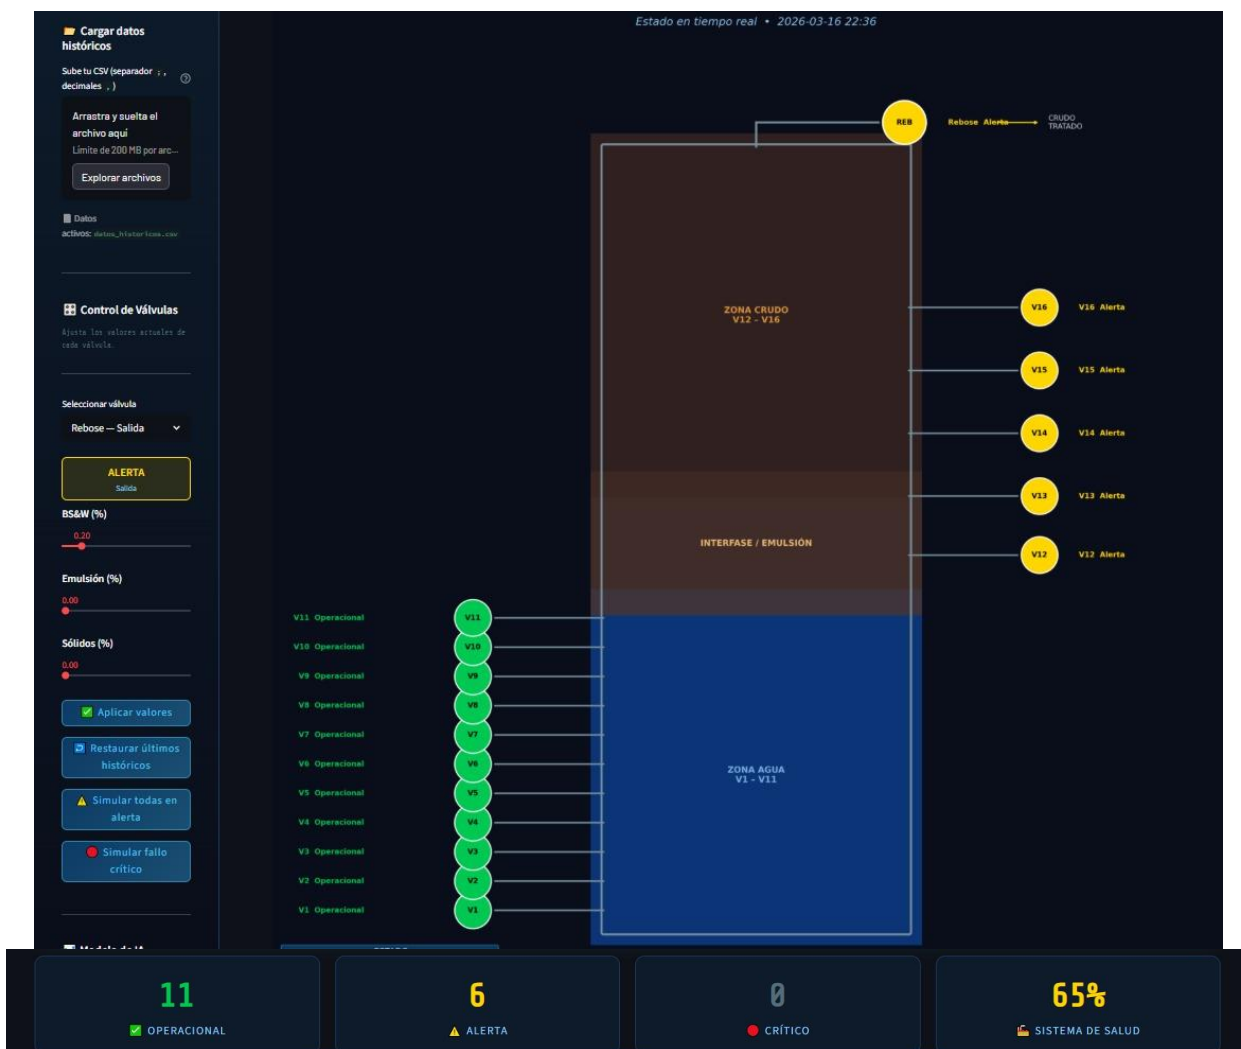 Cargar datos
históricos
Sube tu CSV (separador ; ,
decimales , )
Arrastra y suelta el
archivo aquí
Límite de 200 MB por arc...
Explorar archivos
Datos
activos: datos_historicos.csv
Control de Válvulas
Ajusta los valores actuales de
cada válvula.
Seleccionar válvula
Rebose — Salida
ALERTA
Salida
BS&W (%)
0.20
Emulsión (%)
0.00
Sólidos (%)
0.00
Aplicar valores
Restaurar últimos
históricos
Simular todas en
alerta
Simular fallo
crítico
Estado en tiempo real • 2026-03-16 22:36
REB
Rebose Alerta
CRUDO
TRATADO
ZONA CRUDO
V12 - V16
V16
V16 Alerta
V15
V15 Alerta
V14
V14 Alerta
V13
V13 Alerta
INTERFASE / EMULSIÓN
V12
V12 Alerta
V11 Operacional
V11
V10 Operacional
V10
V9 Operacional
V9
V8 Operacional
V8
V7 Operacional
V7
V6 Operacional
V6
ZONA AGUA
V1 - V11
V5 Operacional
V5
V4 Operacional
V4
V3 Operacional
V3
V2 Operacional
V2
V1 Operacional
V1
11
OPERACIONAL
6
ALERTA
0
CRÍTICO
65%
SISTEMA DE SALUD